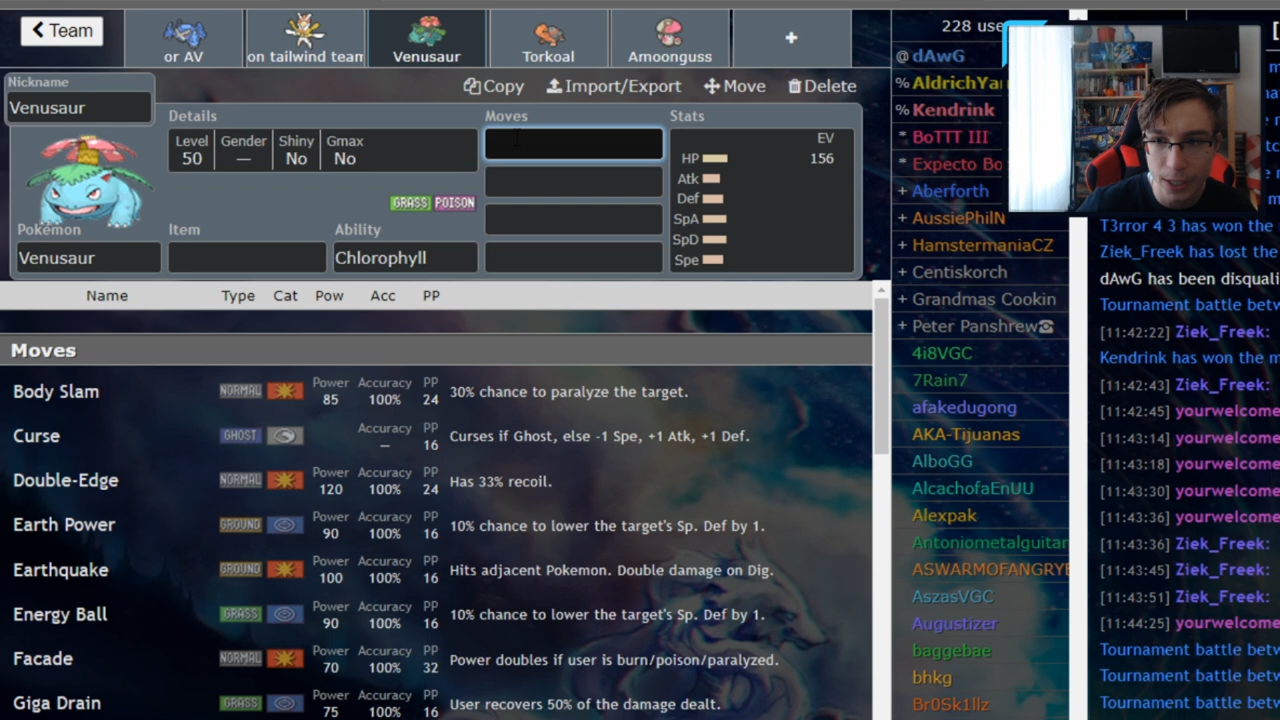 Team
or AV
on tailwind team
Venusaur
Torkoal
Amoonguss
+
Nickname
Venusaur
Copy Import/Export Move Delete
Details
Level
50
Gender
—
Shiny
No
Gmax
No
GRASS POISON
Pokémon
Venusaur
Item
Ability
Chlorophyll
Moves
Stats
EV
HP 156
Atk
Def
SpA
SpD
Spe
Name Type Cat Pow Acc PP
Moves
Body Slam NORMAL Power 85 Accuracy 100% PP 24 30% chance to paralyze the target.
Curse GHOST Accuracy — PP 16 Curses if Ghost, else -1 Spe, +1 Atk, +1 Def.
Double-Edge NORMAL Power 120 Accuracy 100% PP 24 Has 33% recoil.
Earth Power GROUND Power 90 Accuracy 100% PP 16 10% chance to lower the target's Sp. Def by 1.
Earthquake GROUND Power 100 Accuracy 100% PP 16 Hits adjacent Pokemon. Double damage on Dig.
Energy Ball GRASS Power 90 Accuracy 100% PP 16 10% chance to lower the target's Sp. Def by 1.
Facade NORMAL Power 70 Accuracy 100% PP 32 Power doubles if user is burn/poison/paralyzed.
Giga Drain GRASS Power 75 Accuracy 100% PP 16 User recovers 50% of the damage dealt.
228 use
@ dAwG
% AldrichYa
% Kendrink
* BoTTT III
* Expecto Bo
+ Aberforth
+ AussiePhilN
+ HamstermaniaCZ
+ Centiskorch
+ Grandmas Cookin
+ Peter Panshrew☎
4i8VGC
7Rain7
afakedugong
AKA-Tijuanas
AlboGG
AlcachofaEnUU
Alexpak
Antoniometalguitar
ASWARMOFANGRYB
AszasVGC
Augustizer
baggebae
bhkg
Br0Sk1llz
T3rror 4 3 has won the
Ziek_Freek has lost the
dAwG has been disquali
Tournament battle betw
[11:42:22] Ziek_Freek:
Kendrink has won the m
[11:42:43] Ziek_Freek:
[11:42:45] yourwelcome
[11:43:14] yourwelcome
[11:43:18] yourwelcome
[11:43:30] yourwelcome
[11:43:36] yourwelcome
[11:43:36] Ziek_Freek:
[11:43:45] Ziek_Freek:
[11:43:51] Ziek_Freek:
[11:44:25] yourwelcome
Tournament battle betw
Tournament battle betw
Tournament battle betw